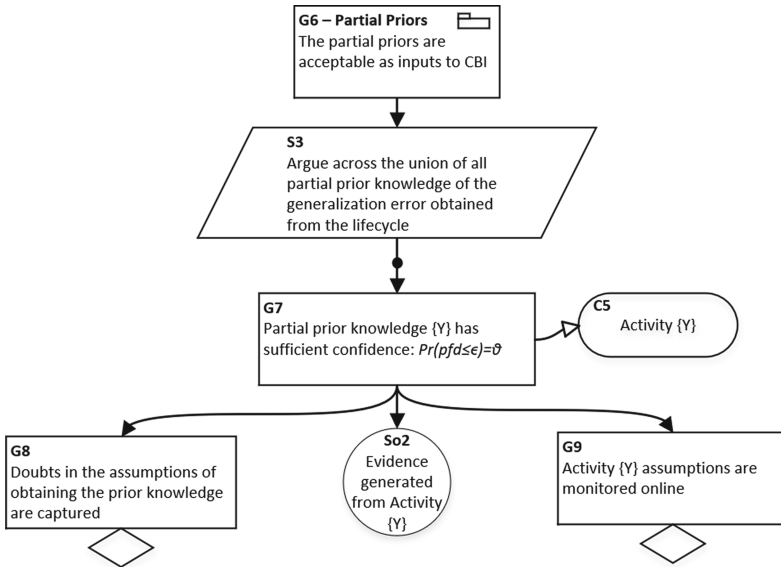 G6 – Partial Priors
The partial priors are
acceptable as inputs to CBI
S3
Argue across the union of all
partial prior knowledge of the
generalization error obtained
from the lifecycle
G7
Partial prior knowledge {Y} has
sufficient confidence: Pr(pfd≤ϵ)=ϑ
C5
Activity {Y}
G8
Doubts in the assumptions of
obtaining the prior knowledge
are captured
So2
Evidence
generated
from Activity
{Y}
G9
Activity {Y} assumptions are
monitored online